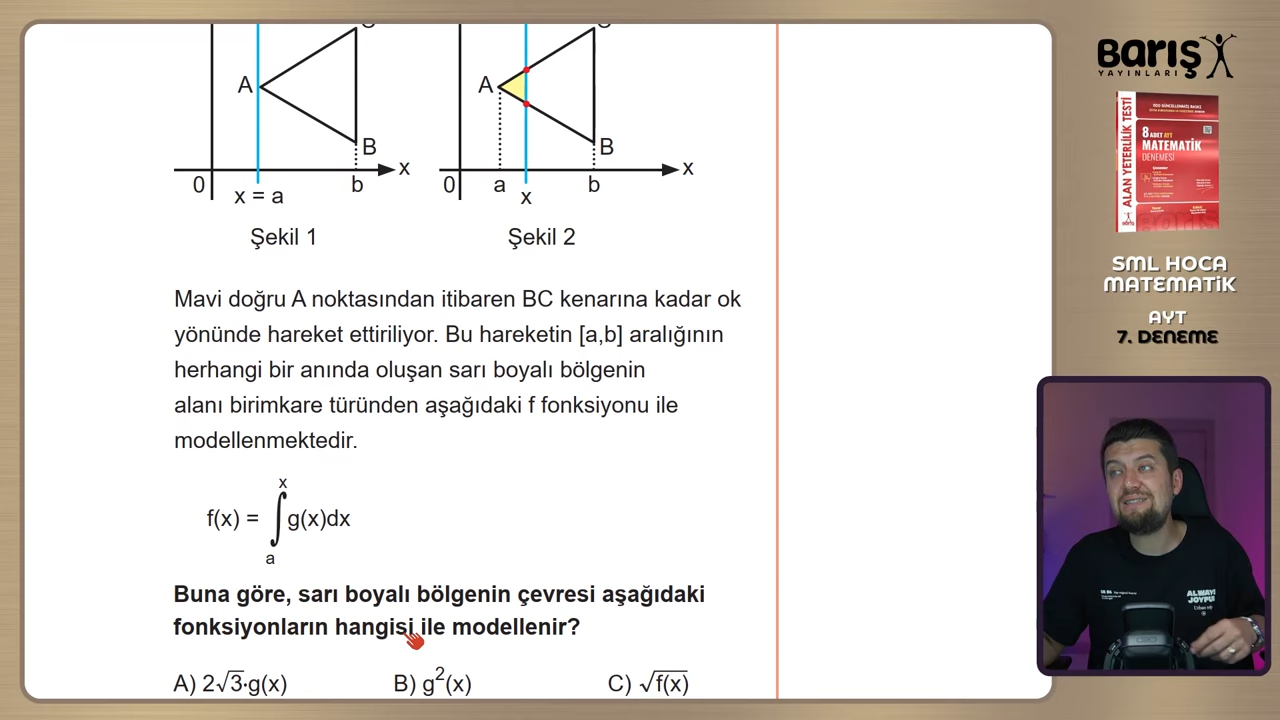 A
B
x
0
x = a
b
Şekil 1
A
B
x
0
a
x
b
Şekil 2
Mavi doğru A noktasından itibaren BC kenarına kadar ok
yönünde hareket ettiriliyor. Bu hareketin [a,b] aralığının
herhangi bir anında oluşan sarı boyalı bölgenin
alanı birimkare türünden aşağıdaki f fonksiyonu ile
modellenmektedir.
f(x) = ∫ₐˣ g(x)dx
Buna göre, sarı boyalı bölgenin çevresi aşağıdaki
fonksiyonların hangisi ile modellenir?
A) 2√3·g(x)
B) g²(x)
C) √f(x)
Barış
YAYINLARI
ALAN YETERLİLİK TESTİ
8 ADET AYT
MATEMATİK
DENEMESİ
Barış
SML HOCA
MATEMATİK
AYT
7. DENEME
ALWAYS
JOYFUL